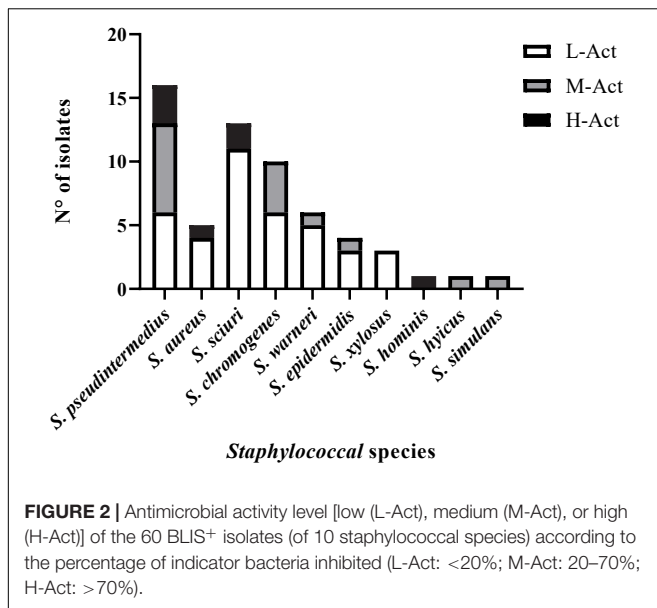 20
15
10
5
0
N° of isolates
L-Act
M-Act
H-Act
S. pseudintermedius
S. aureus
S. sciuri
S. chromogenes
S. warneri
S. epidermidis
S. xylosus
S. hominis
S. hyicus
S. simulans
Staphylococcal species
FIGURE 2 | Antimicrobial activity level [low (L-Act), medium (M-Act), or high
(H-Act)] of the 60 BLIS+ isolates (of 10 staphylococcal species) according to
the percentage of indicator bacteria inhibited (L-Act: <20%; M-Act: 20–70%;
H-Act: >70%).